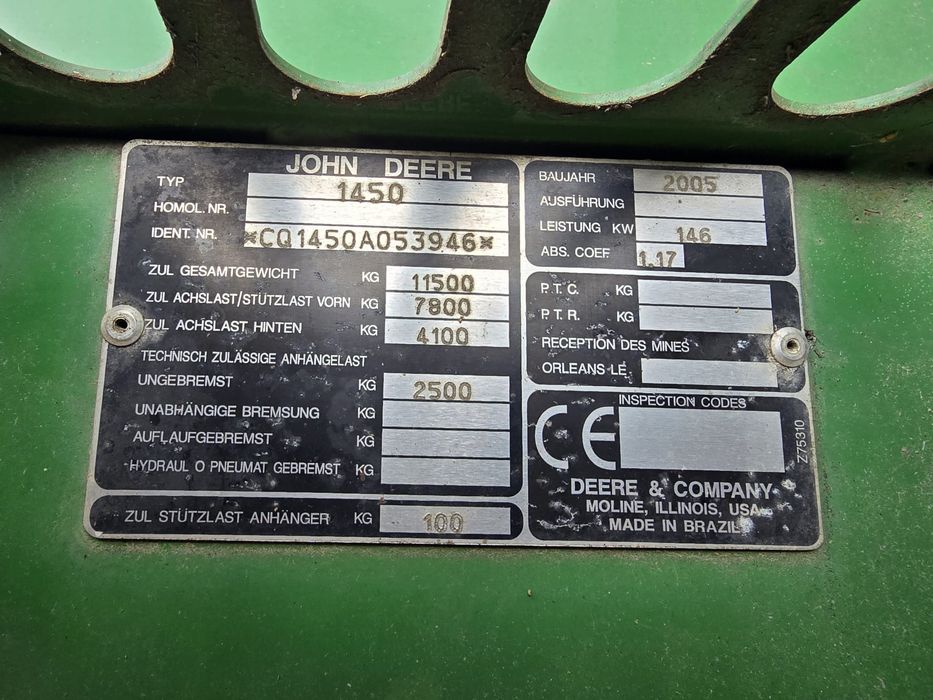 JOHN DEERE
TYP 1450
HOMOL. NR.
IDENT. NR. *CQ1450A053946*
ZUL GESAMTGEWICHT KG 11500
ZUL ACHSLAST/STÜTZLAST VORN KG 7800
ZUL ACHSLAST HINTEN KG 4100
TECHNISCH ZULÄSSIGE ANHÄNGELAST
UNGEBREMST KG 2500
UNABHÄNGIGE BREMSUNG KG
AUFLAUFGEBREMST KG
HYDRAUL O PNEUMAT GEBREMST KG
ZUL STÜTZLAST ANHÄNGER KG 100
BAUJAHR 2005
AUSFÜHRUNG
LEISTUNG KW 146
ABS. COEF. 1.17
P.T.C. KG
P.T.R. KG
RECEPTION DES MINES
ORLEANS LE
INSPECTION CODES
CE
Z75310
DEERE & COMPANY
MOLINE, ILLINOIS, USA
MADE IN BRAZIL